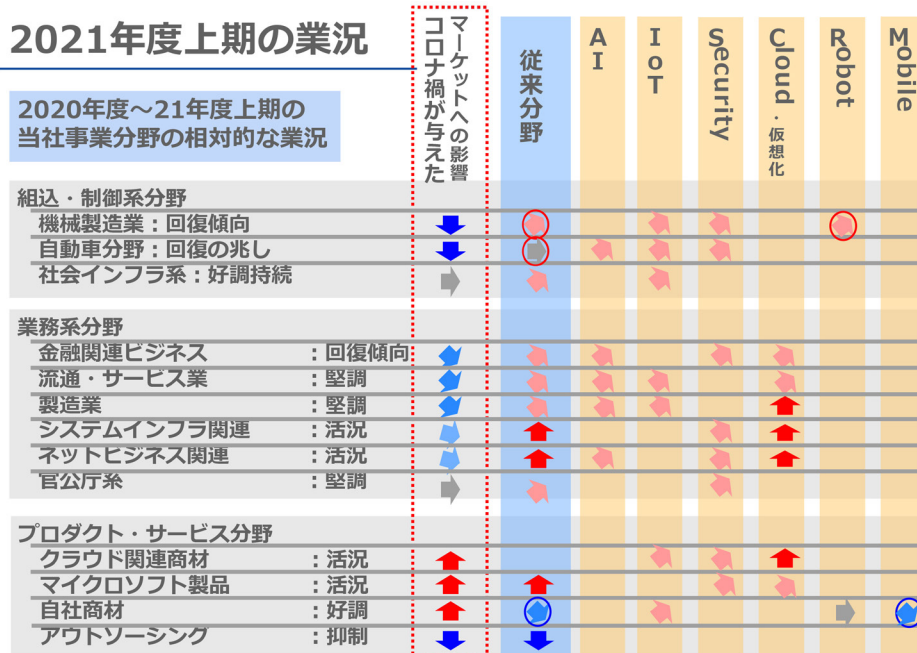 2021年度上期の業況
2020年度～21年度上期の
当社事業分野の相対的な業況
マーケットへの影響
コロナ禍が与えた
従来分野
AI
IoT
Security
Cloud・仮想化
Robot
Mobile
組込・制御系分野
機械製造業：回復傾向
自動車分野：回復の兆し
社会インフラ系：好調持続
業務系分野
金融関連ビジネス ：回復傾向
流通・サービス業 ：堅調
製造業 ：堅調
システムインフラ関連 ：活況
ネットビジネス関連 ：活況
官公庁系 ：堅調
プロダクト・サービス分野
クラウド関連商材 ：活況
マイクロソフト製品 ：活況
自社商材 ：好調
アウトソーシング ：抑制